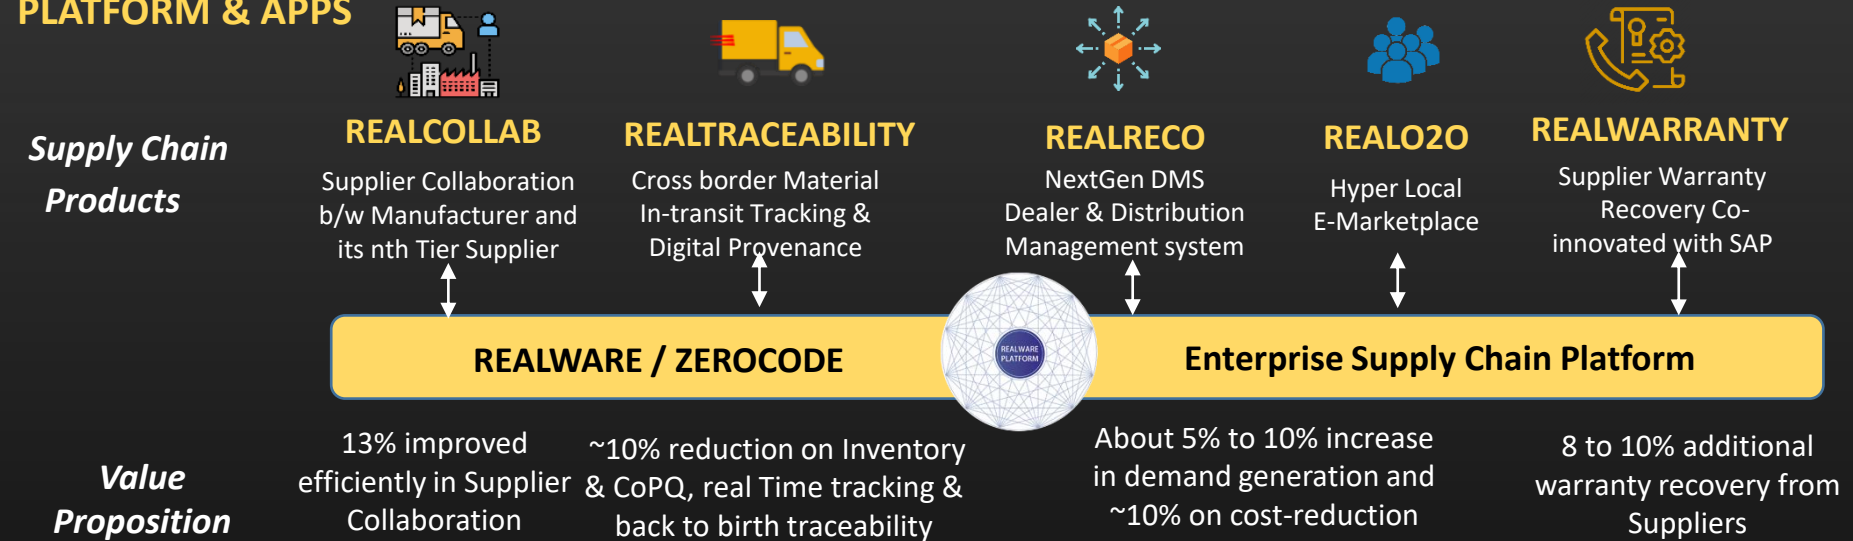 PLATFORM & APPS
Supply Chain
Products
REALCOLLAB
Supplier Collaboration
b/w Manufacturer and
its nth Tier Supplier
REALTRACEABILITY
Cross border Material
In-transit Tracking &
Digital Provenance
REALRECO
NextGen DMS
Dealer & Distribution
Management system
REALO2O
Hyper Local
E-Marketplace
REALWARRANTY
Supplier Warranty
Recovery Co-
innovated with SAP
REALWARE / ZEROCODE
REALWARE
PLATFORM
Enterprise Supply Chain Platform
Value
Proposition
13% improved
efficiently in Supplier
Collaboration
~10% reduction on Inventory
& CoPQ, real Time tracking &
back to birth traceability
About 5% to 10% increase
in demand generation and
~10% on cost-reduction
8 to 10% additional
warranty recovery from
Suppliers